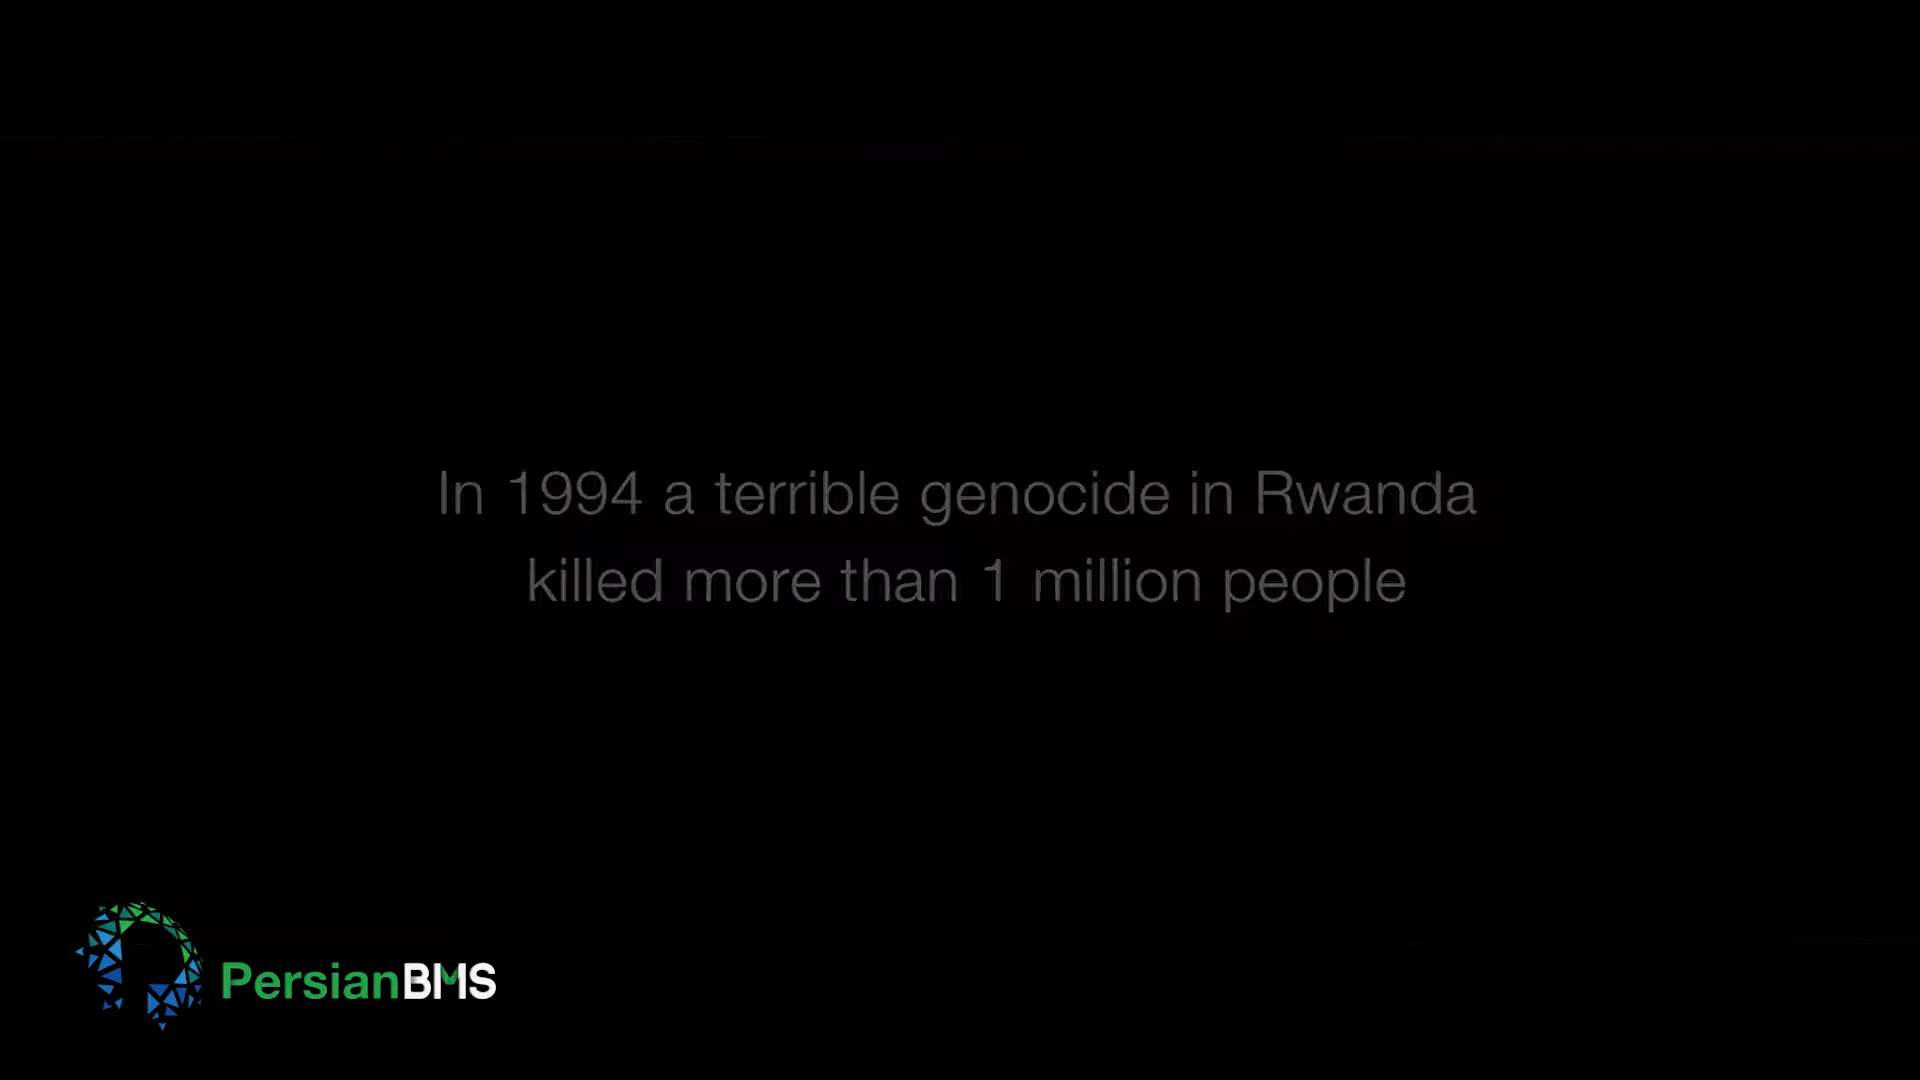 In 1994 a terrible genocide in Rwanda
killed more than 1 million people
PersianBMS